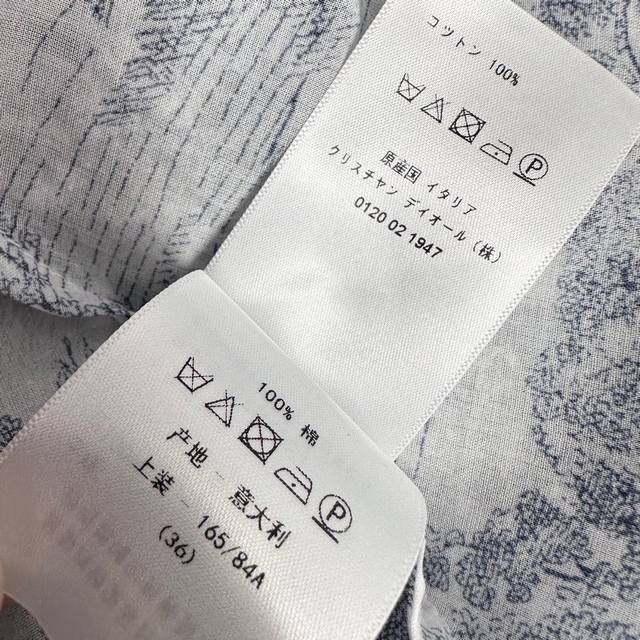 コットン 100%
P
原産国 イタリア
クリスチャン ディオール (株)
0120 02 1947
100% 棉
P
产地 - 意大利
上装 - 165/84A
(36)